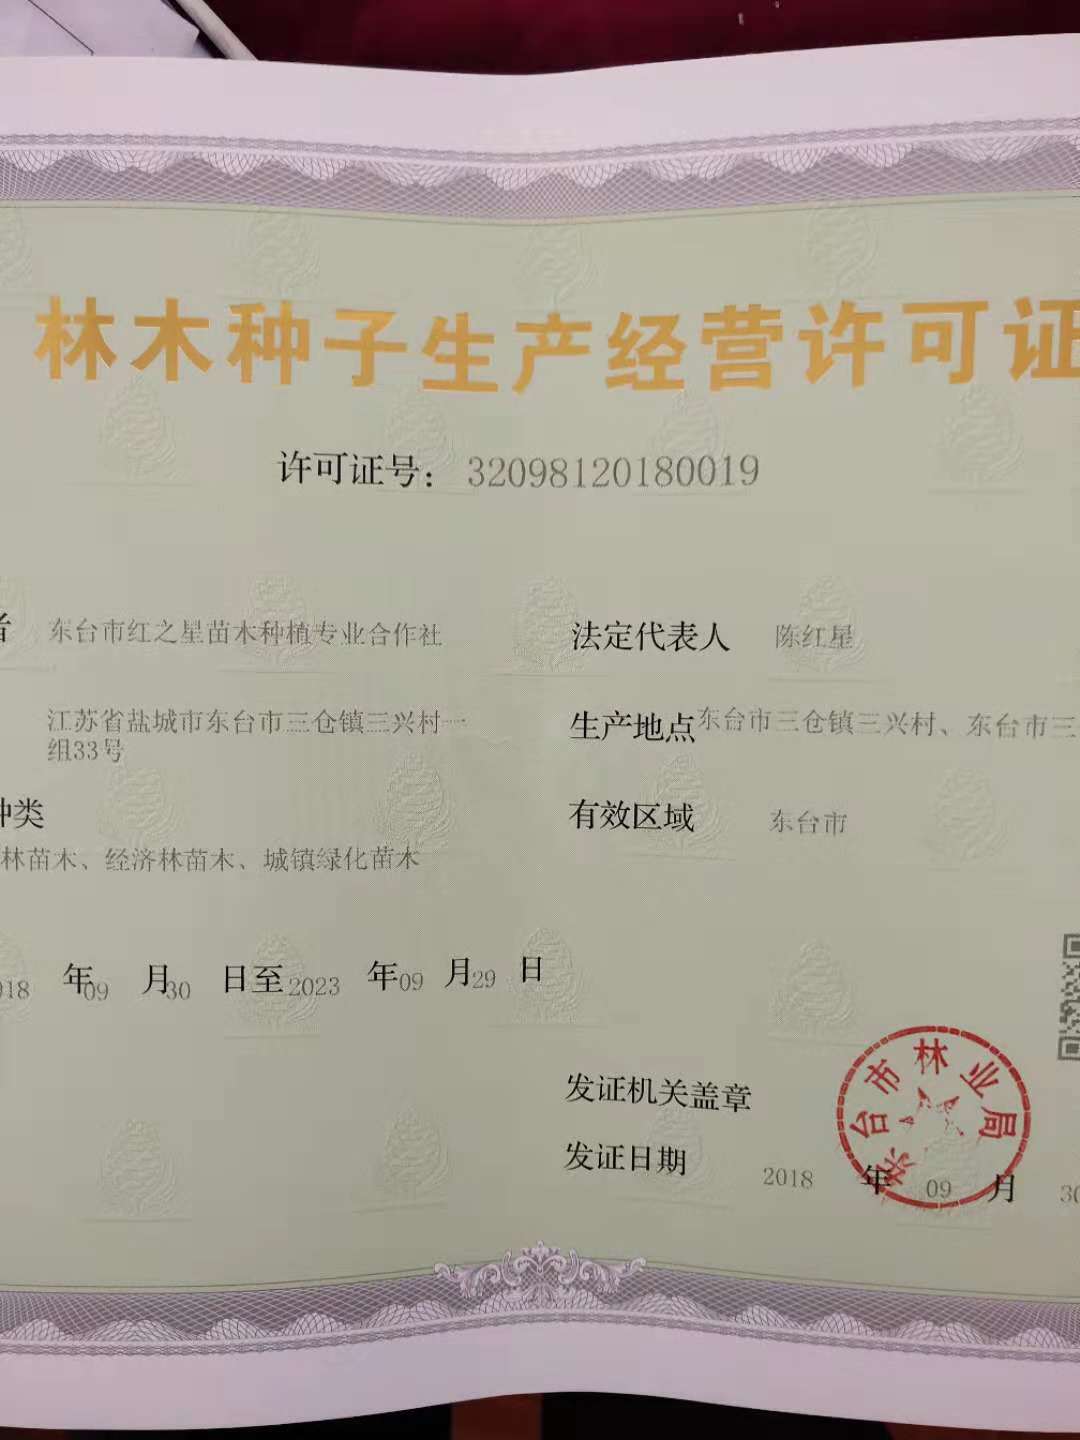 林木种子生产经营许可证
许可证号：32098120180019
者 东台市红之星苗木种植专业合作社 法定代表人 陈红星
江苏省盐城市东台市三仓镇三兴村一
组33号
生产地点 东台市三仓镇三兴村、东台市三
种类
有效区域 东台市
林苗木、经济林苗木、城镇绿化苗木
018 年09 月30 日至2023 年09 月29 日
发证机关盖章
东台市林业局
发证日期 2018 年 09 月 30